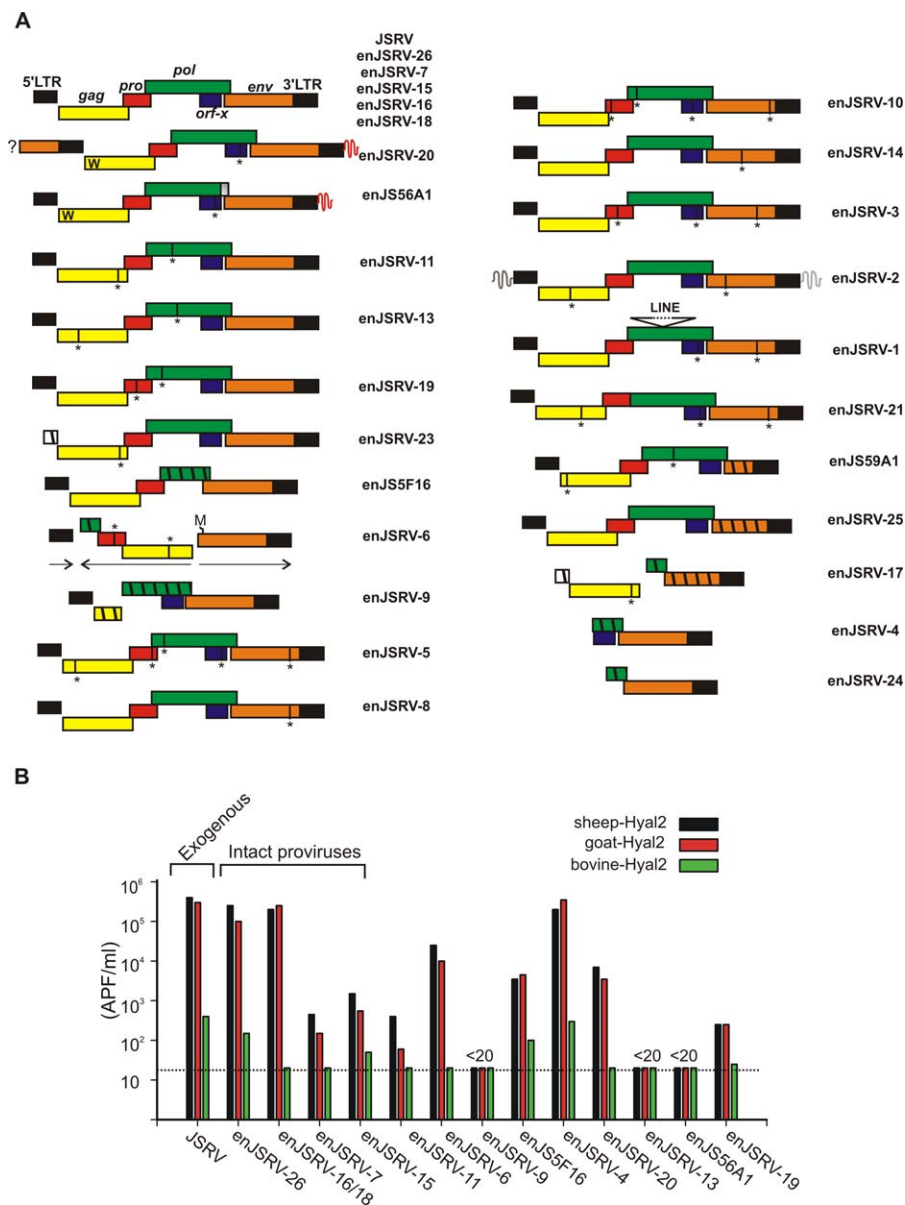 A
JSRV
enJSRV-26
enJSRV-7
enJSRV-15
enJSRV-16
enJSRV-18
5'LTR gag pro pol orf-x env 3'LTR
? W * enJSRV-20
W * enJS56A1
* * enJSRV-11
* * enJSRV-13
* * enJSRV-19
* enJSRV-23
enJS5F16
* * M enJSRV-6
enJSRV-9
* * * * * enJSRV-5
* enJSRV-8
* * * * enJSRV-10
* enJSRV-14
* * * enJSRV-3
* * enJSRV-2
LINE
* * enJSRV-1
* * * enJSRV-21
* * enJS59A1
enJSRV-25
* enJSRV-17
enJSRV-4
enJSRV-24
B
Exogenous
Intact proviruses
sheep-Hyal2
goat-Hyal2
bovine-Hyal2
(APF/ml)
10⁶
10⁵
10⁴
10³
10²
10
<20 <20 <20
JSRV
enJSRV-26
enJSRV-16/18
enJSRV-7
enJSRV-15
enJSRV-11
enJSRV-6
enJSRV-9
enJS5F16
enJSRV-4
enJSRV-20
enJSRV-13
enJS56A1
enJSRV-19